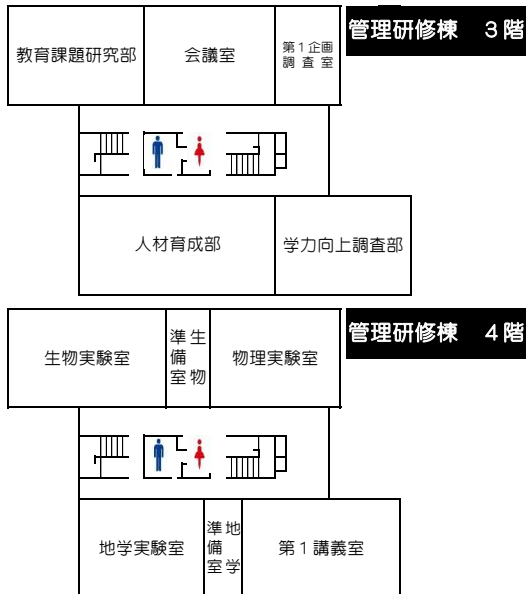 管理研修棟　３階
教育課題研究部
会議室
第１企画
調査室
人材育成部
学力向上調査部
管理研修棟　４階
生物実験室
生物
準備室
物理実験室
地学実験室
地学
準備室
第１講義室